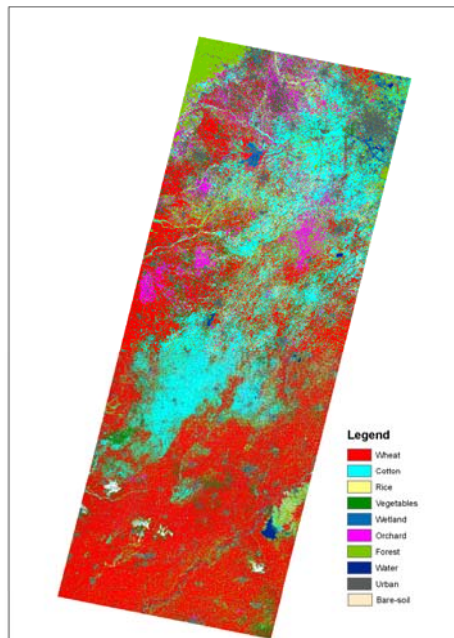 Legend
Wheat
Cotton
Rice
Vegetables
Wetland
Orchard
Forest
Water
Urban
Bare-soil